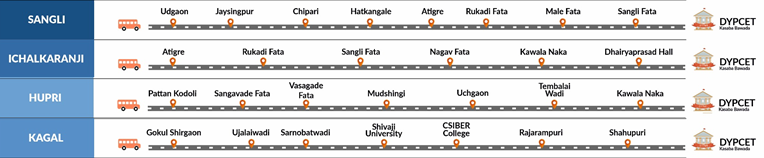 SANGLI
Udgaon Jaysingpur Chipari Hatkangale Atigre Rukadi Fata Male Fata Sangli Fata
DYPCET
Kasaba Bawada
ICHALKARANJI
Atigre Rukadi Fata Sangli Fata Nagav Fata Kawala Naka Dhairyaprasad Hall
DYPCET
Kasaba Bawada
HUPRI
Pattan Kodoli Sangavade Fata Vasagade
Fata Mudshingi Uchgaon Tembalai
Wadi Kawala Naka
DYPCET
Kasaba Bawada
KAGAL
Gokul Shirgaon Ujalaiwadi Sarnobatwadi Shivaji
University CSIBER
College Rajarampuri Shahupuri
DYPCET
Kasaba Bawada